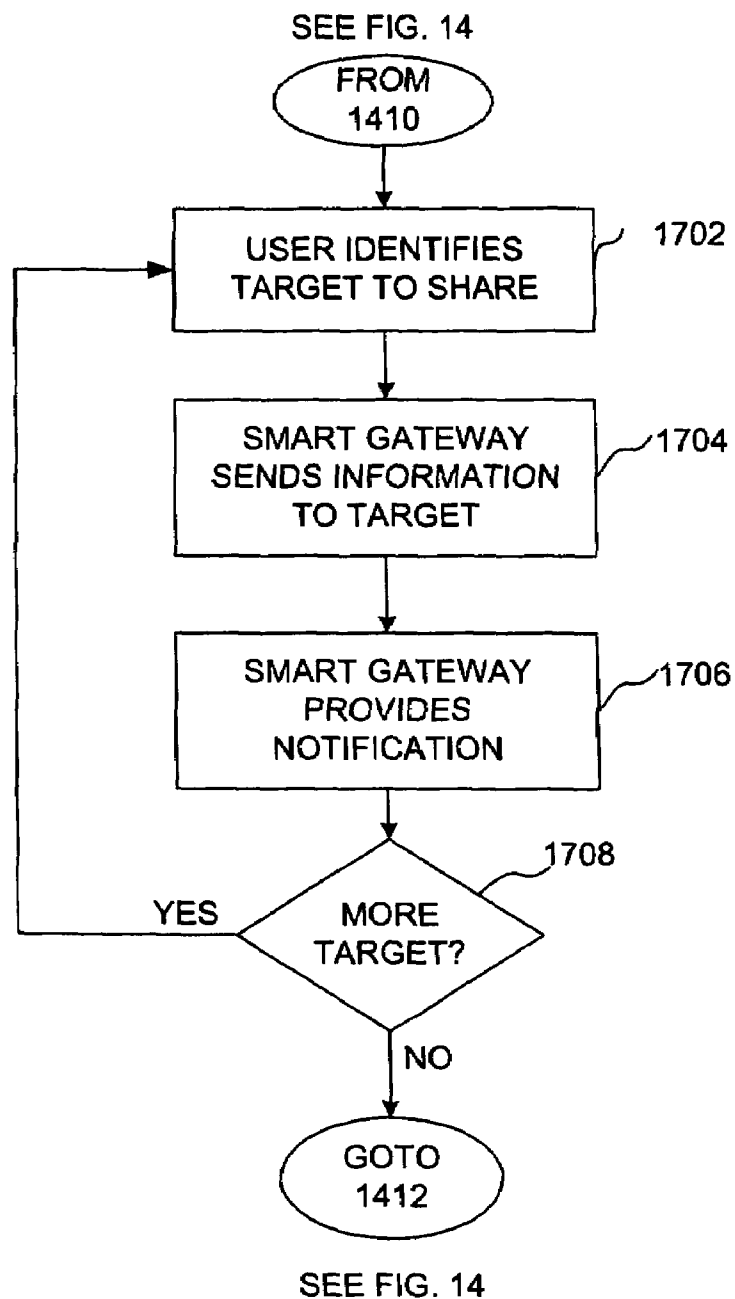 SEE FIG. 14
FROM
1410
USER IDENTIFIES
TARGET TO SHARE
1702
SMART GATEWAY
SENDS INFORMATION
TO TARGET
1704
SMART GATEWAY
PROVIDES
NOTIFICATION
1706
1708
YES
MORE
TARGET?
NO
GOTO
1412
SEE FIG. 14